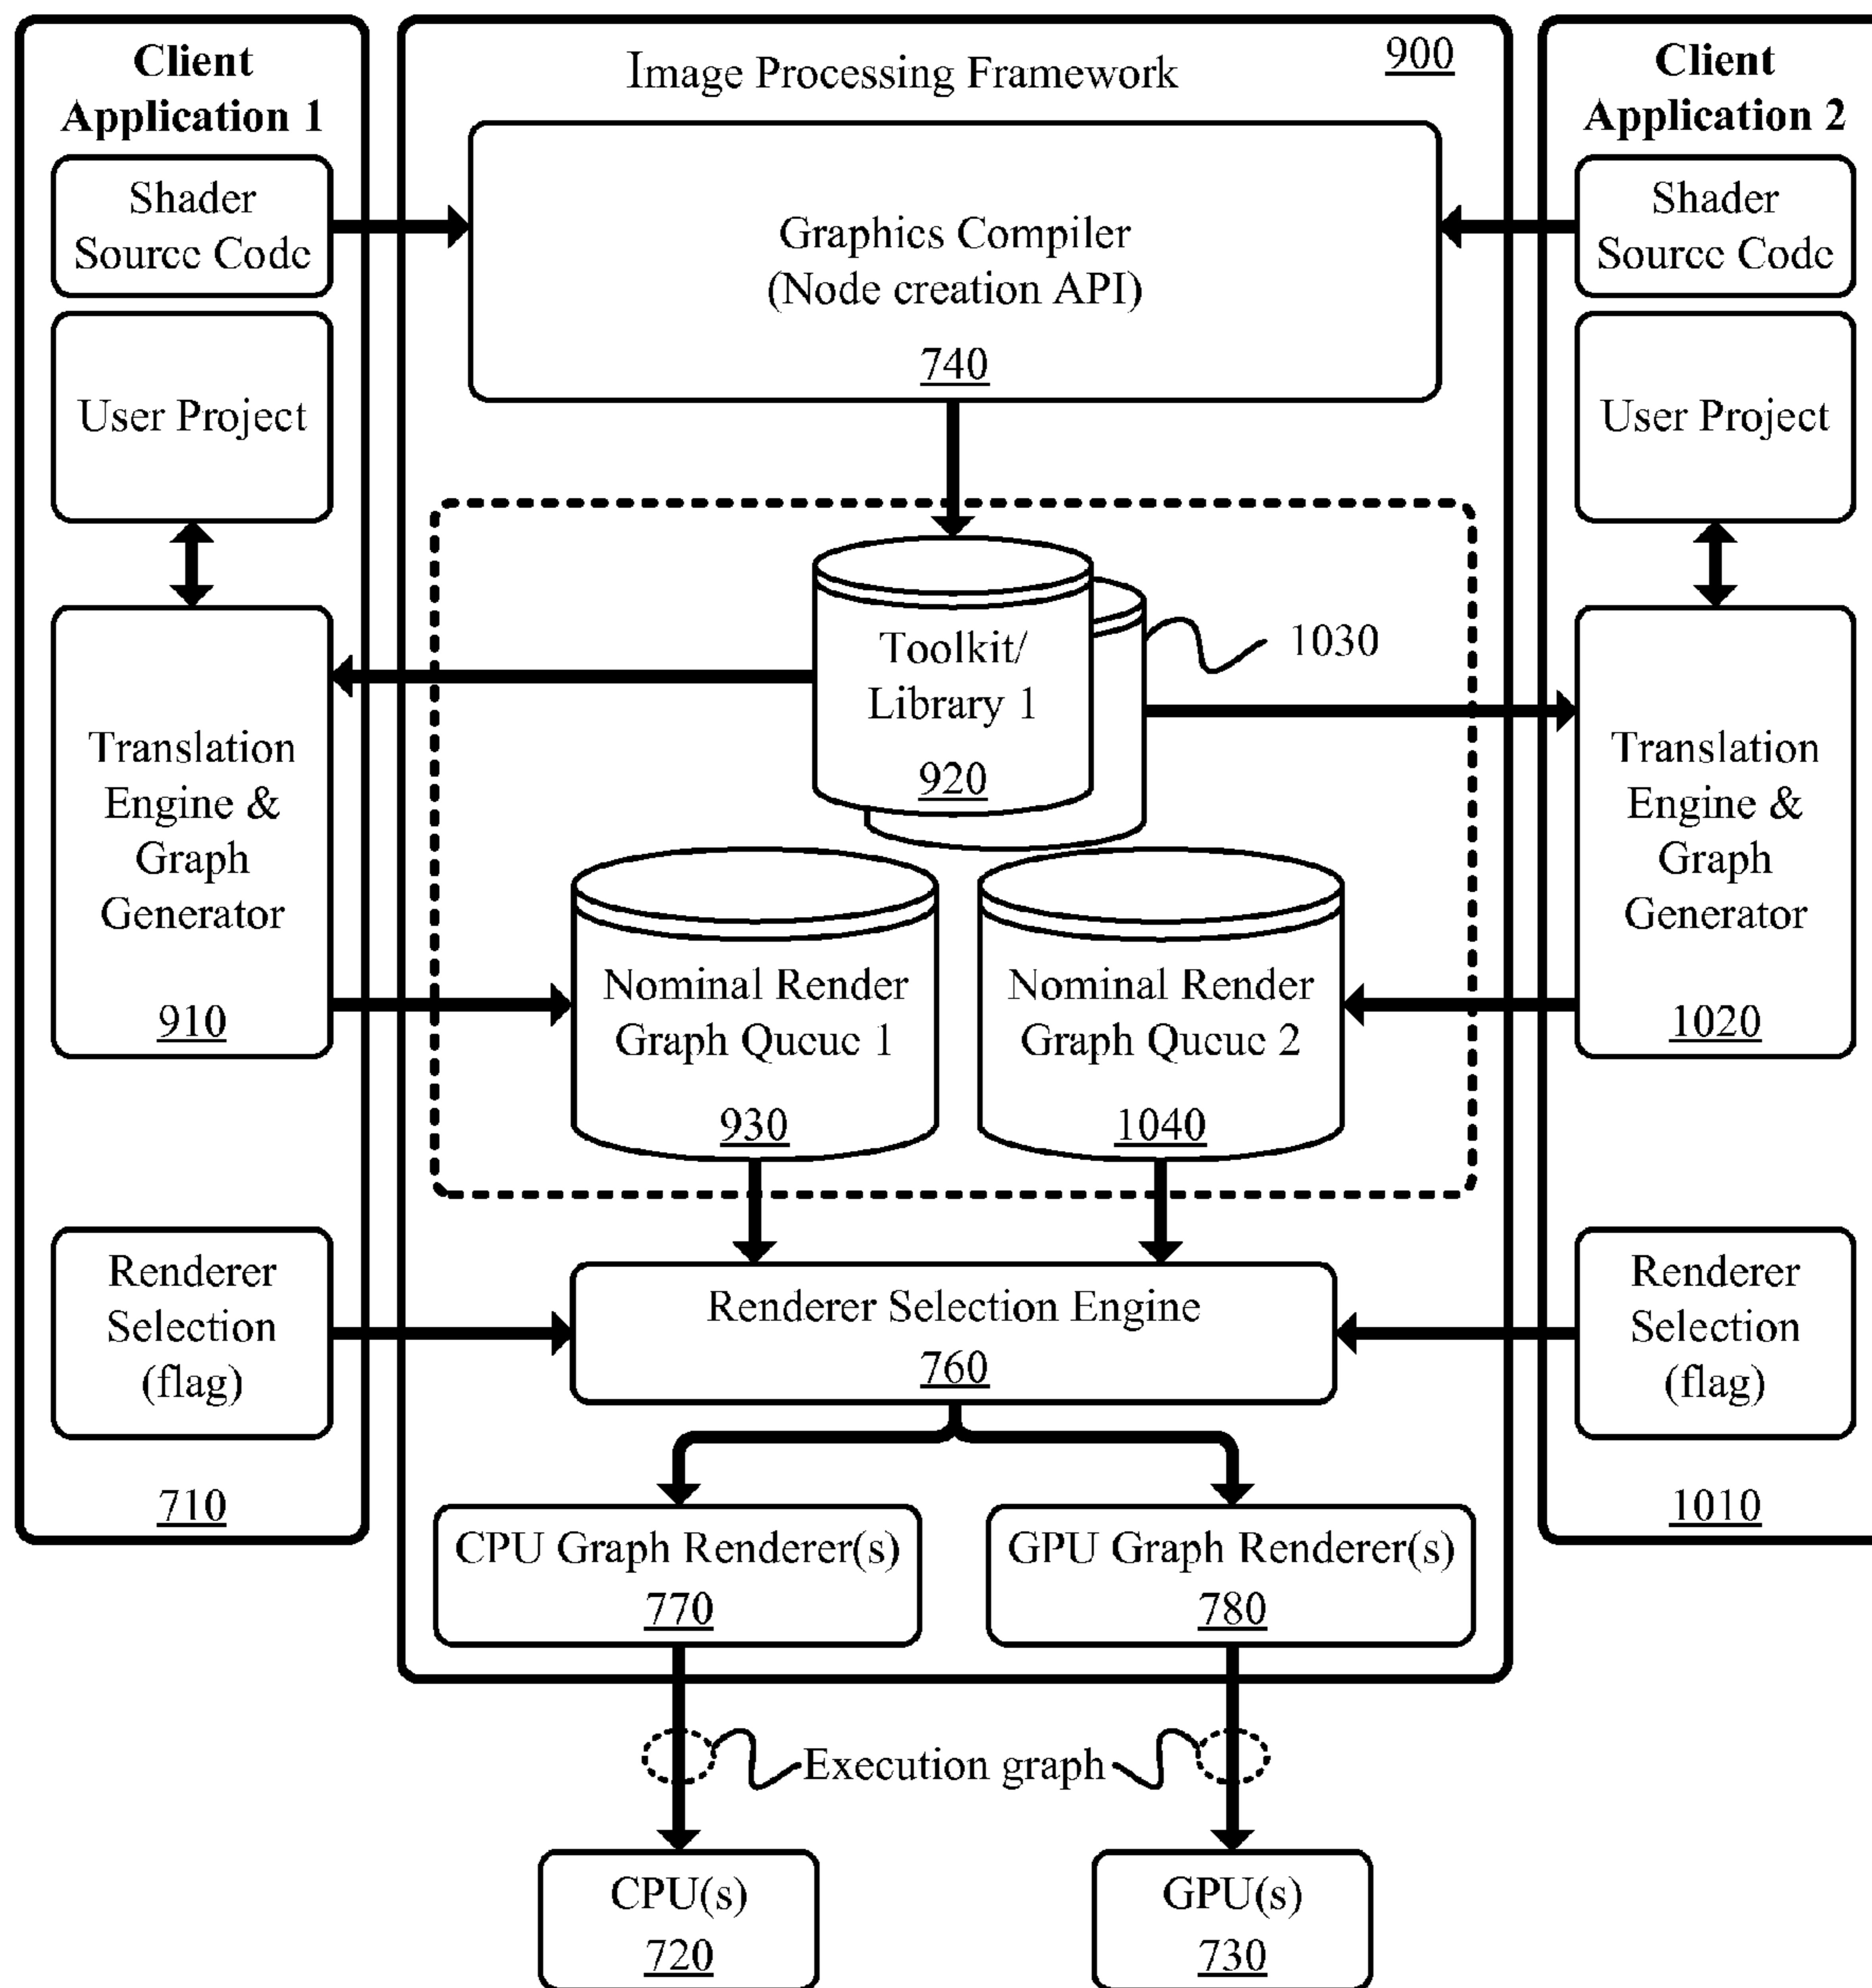 Client
Application 1
Shader
Source Code
User Project
Translation
Engine &
Graph
Generator
910
Renderer
Selection
(flag)
710
Image Processing Framework
900
Graphics Compiler
(Node creation API)
740
Toolkit/
Library 1
920
1030
Nominal Render
Graph Queue 1
930
Nominal Render
Graph Queue 2
1040
Renderer Selection Engine
760
CPU Graph Renderer(s)
770
GPU Graph Renderer(s)
780
Execution graph
CPU(s)
720
GPU(s)
730
Client
Application 2
Shader
Source Code
User Project
Translation
Engine &
Graph
Generator
1020
Renderer
Selection
(flag)
1010